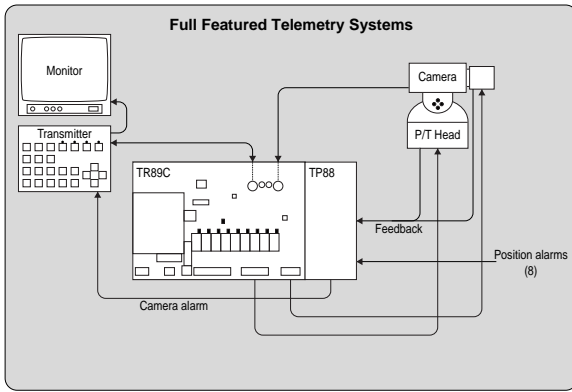 Full Featured Telemetry Systems
Monitor
Camera
Transmitter
P/T Head
TR89C
TP88
Feedback
Position alarms
(8)
Camera alarm